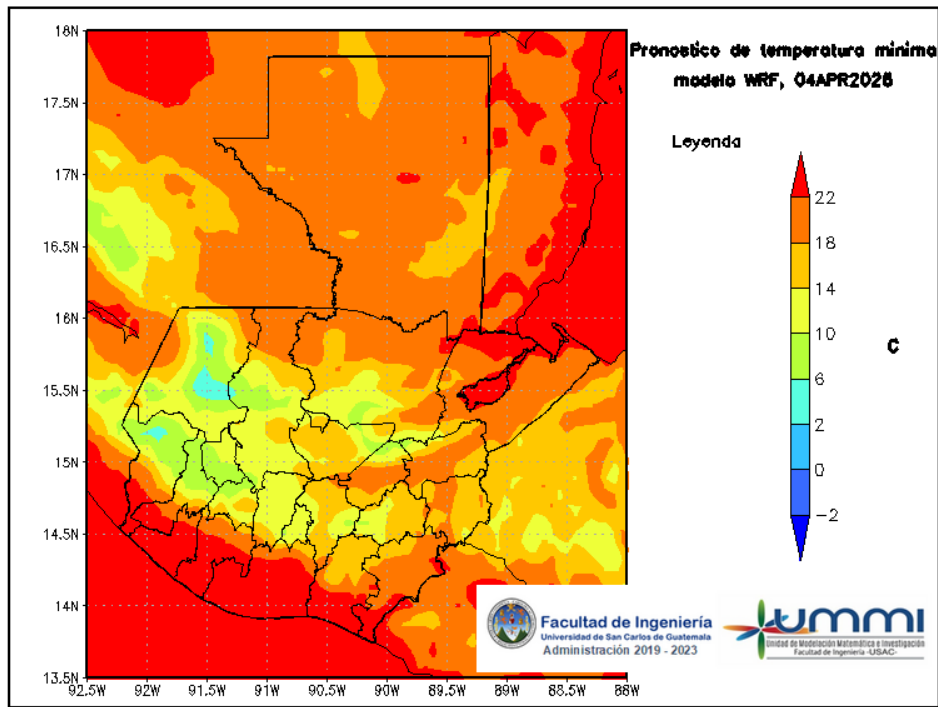 Pronostico de temperatura minima
modelo WRF, 04APR2026
Leyenda
22
18
14
10
6
2
0
−2
C
18N
17.5N
17N
16.5N
16N
15.5N
15N
14.5N
14N
13.5N
92.5W
92W
91.5W
91W
90.5W
90W
89.5W
89W
88.5W
88W
Facultad de Ingeniería
Universidad de San Carlos de Guatemala
Administración 2019 - 2023
ummi
Unidad de Modelación Matemática e Investigación
Facultad de Ingeniería -USAC-